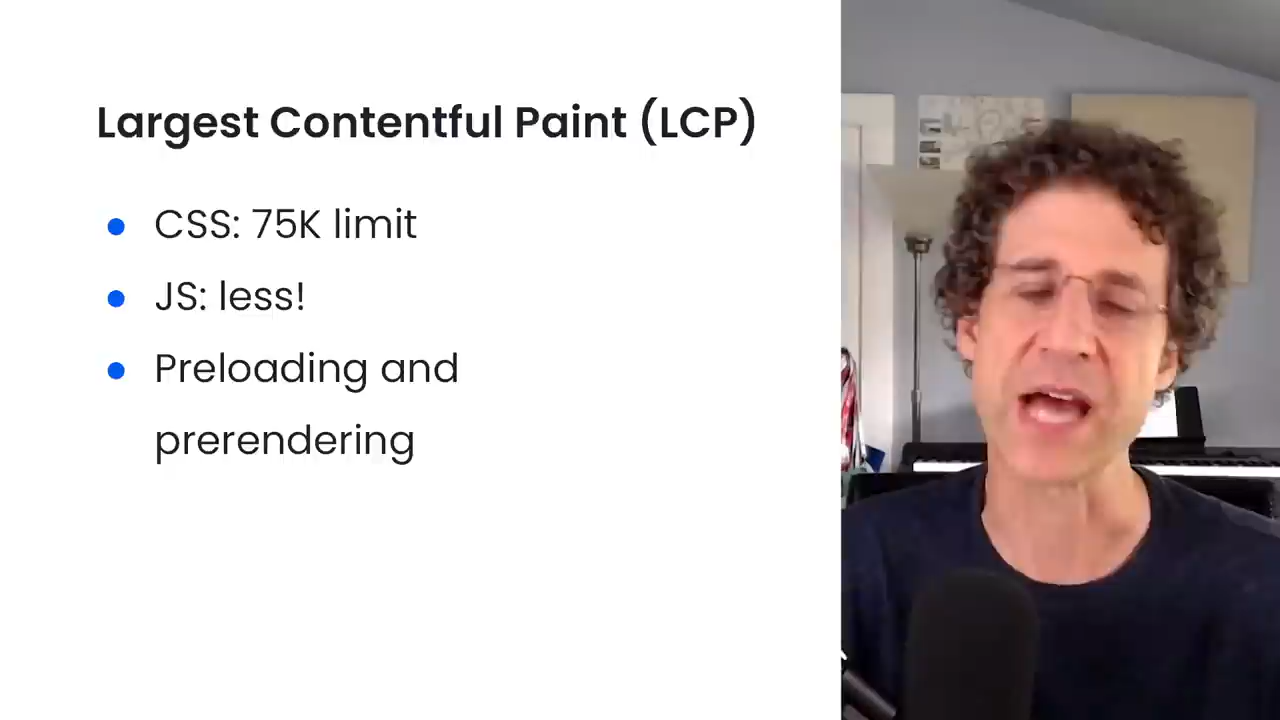 Largest Contentful Paint (LCP)
CSS: 75K limit
JS: less!
Preloading and
prerendering